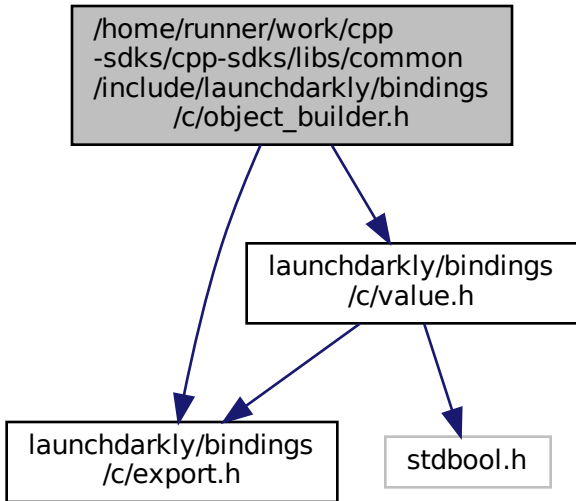 /home/runner/work/cpp
-sdks/cpp-sdks/libs/common
/include/launchdarkly/bindings
/c/object_builder.h
launchdarkly/bindings
/c/value.h
launchdarkly/bindings
/c/export.h
stdbool.h